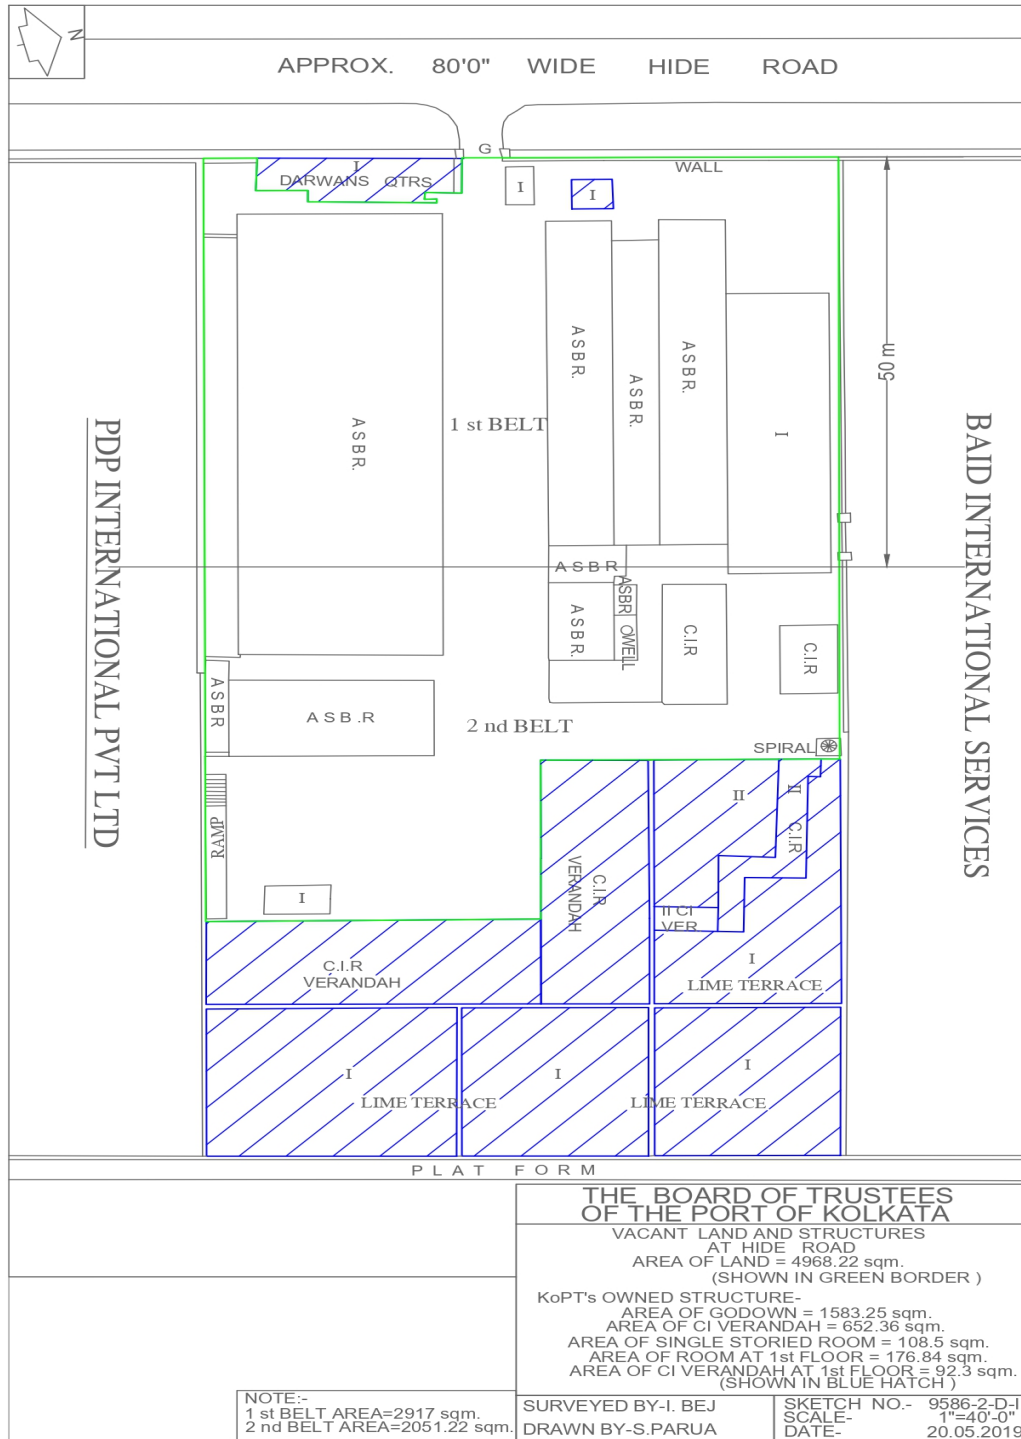 N
APPROX. 80'0" WIDE HIDE ROAD
G
WALL
I
DARWANS QTRS
I
I
50 m
ASBR.
1 st BELT
ASBR.
ASBR.
ASBR.
I
PDP INTERNATIONAL PVT LTD
BAID INTERNATIONAL SERVICES
ASBR
ASBR.
ASBR
OWELL
C.I.R
C.I.R
ASBR
ASB.R
2 nd BELT
SPIRAL
RAMP
I
C.I.R
VERANDAH
II
II
C.I.R
II CI
VER.
I
LIME TERRACE
C.I.R
VERANDAH
I
I
I
LIME TERRACE
LIME TERRACE
PLAT FORM
THE BOARD OF TRUSTEES
OF THE PORT OF KOLKATA
VACANT LAND AND STRUCTURES
AT HIDE ROAD
AREA OF LAND = 4968.22 sqm.
(SHOWN IN GREEN BORDER )
KoPT's OWNED STRUCTURE-
AREA OF GODOWN = 1583.25 sqm.
AREA OF CI VERANDAH = 652.36 sqm.
AREA OF SINGLE STORIED ROOM = 108.5 sqm.
AREA OF ROOM AT 1st FLOOR = 176.84 sqm.
AREA OF CI VERANDAH AT 1st FLOOR = 92.3 sqm.
(SHOWN IN BLUE HATCH )
NOTE:-
1 st BELT AREA=2917 sqm.
2 nd BELT AREA=2051.22 sqm.
SURVEYED BY-I. BEJ
DRAWN BY-S.PARUA
SKETCH NO.- 9586-2-D-I
SCALE- 1"=40'-0"
DATE- 20.05.2019